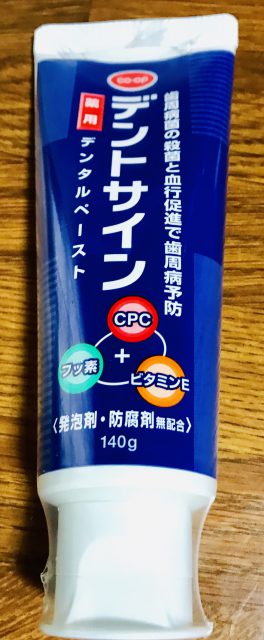 co·op
歯周病菌の殺菌と血行促進で歯周病予防
薬用
デントサイン
デンタルペースト
CPC
+
フッ素
ビタミンE
〈発泡剤・防腐剤無配合〉
140g